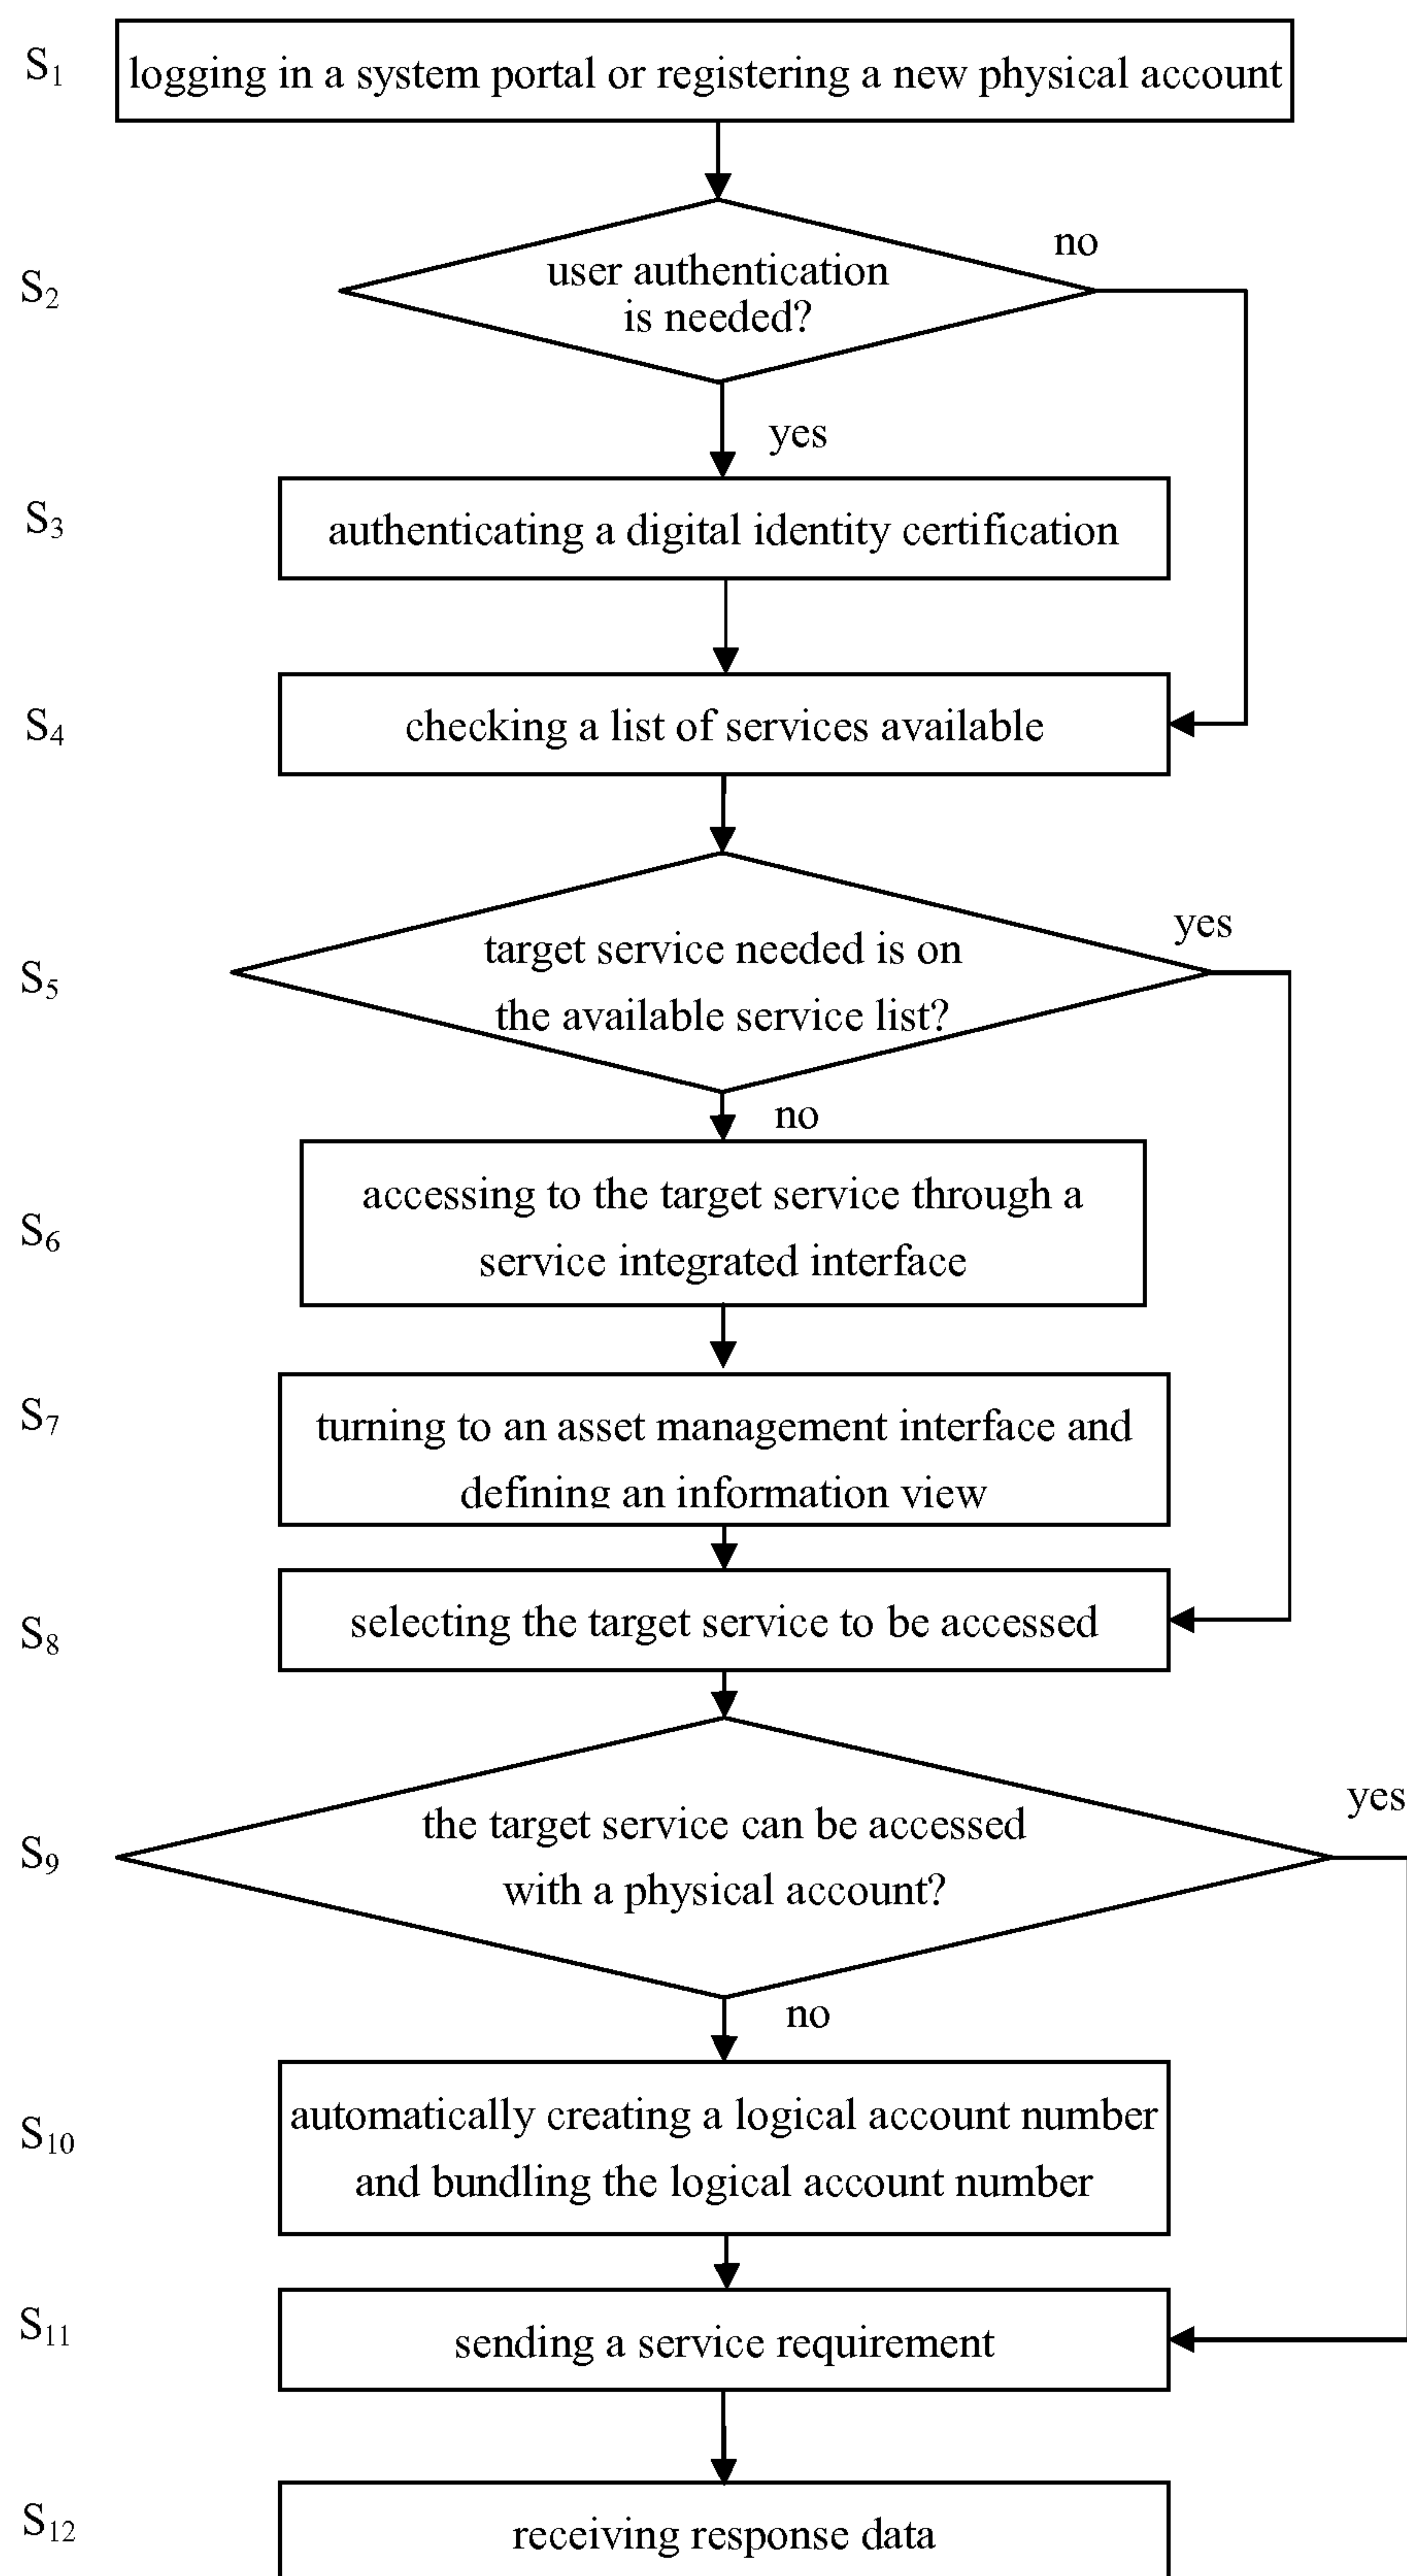 S1
logging in a system portal or registering a new physical account
no
S2
user authentication
is needed?
yes
S3
authenticating a digital identity certification
S4
checking a list of services available
yes
S5
target service needed is on
the available service list?
no
S6
accessing to the target service through a
service integrated interface
S7
turning to an asset management interface and
defining an information view
S8
selecting the target service to be accessed
yes
S9
the target service can be accessed
with a physical account?
no
S10
automatically creating a logical account number
and bundling the logical account number
S11
sending a service requirement
S12
receiving response data